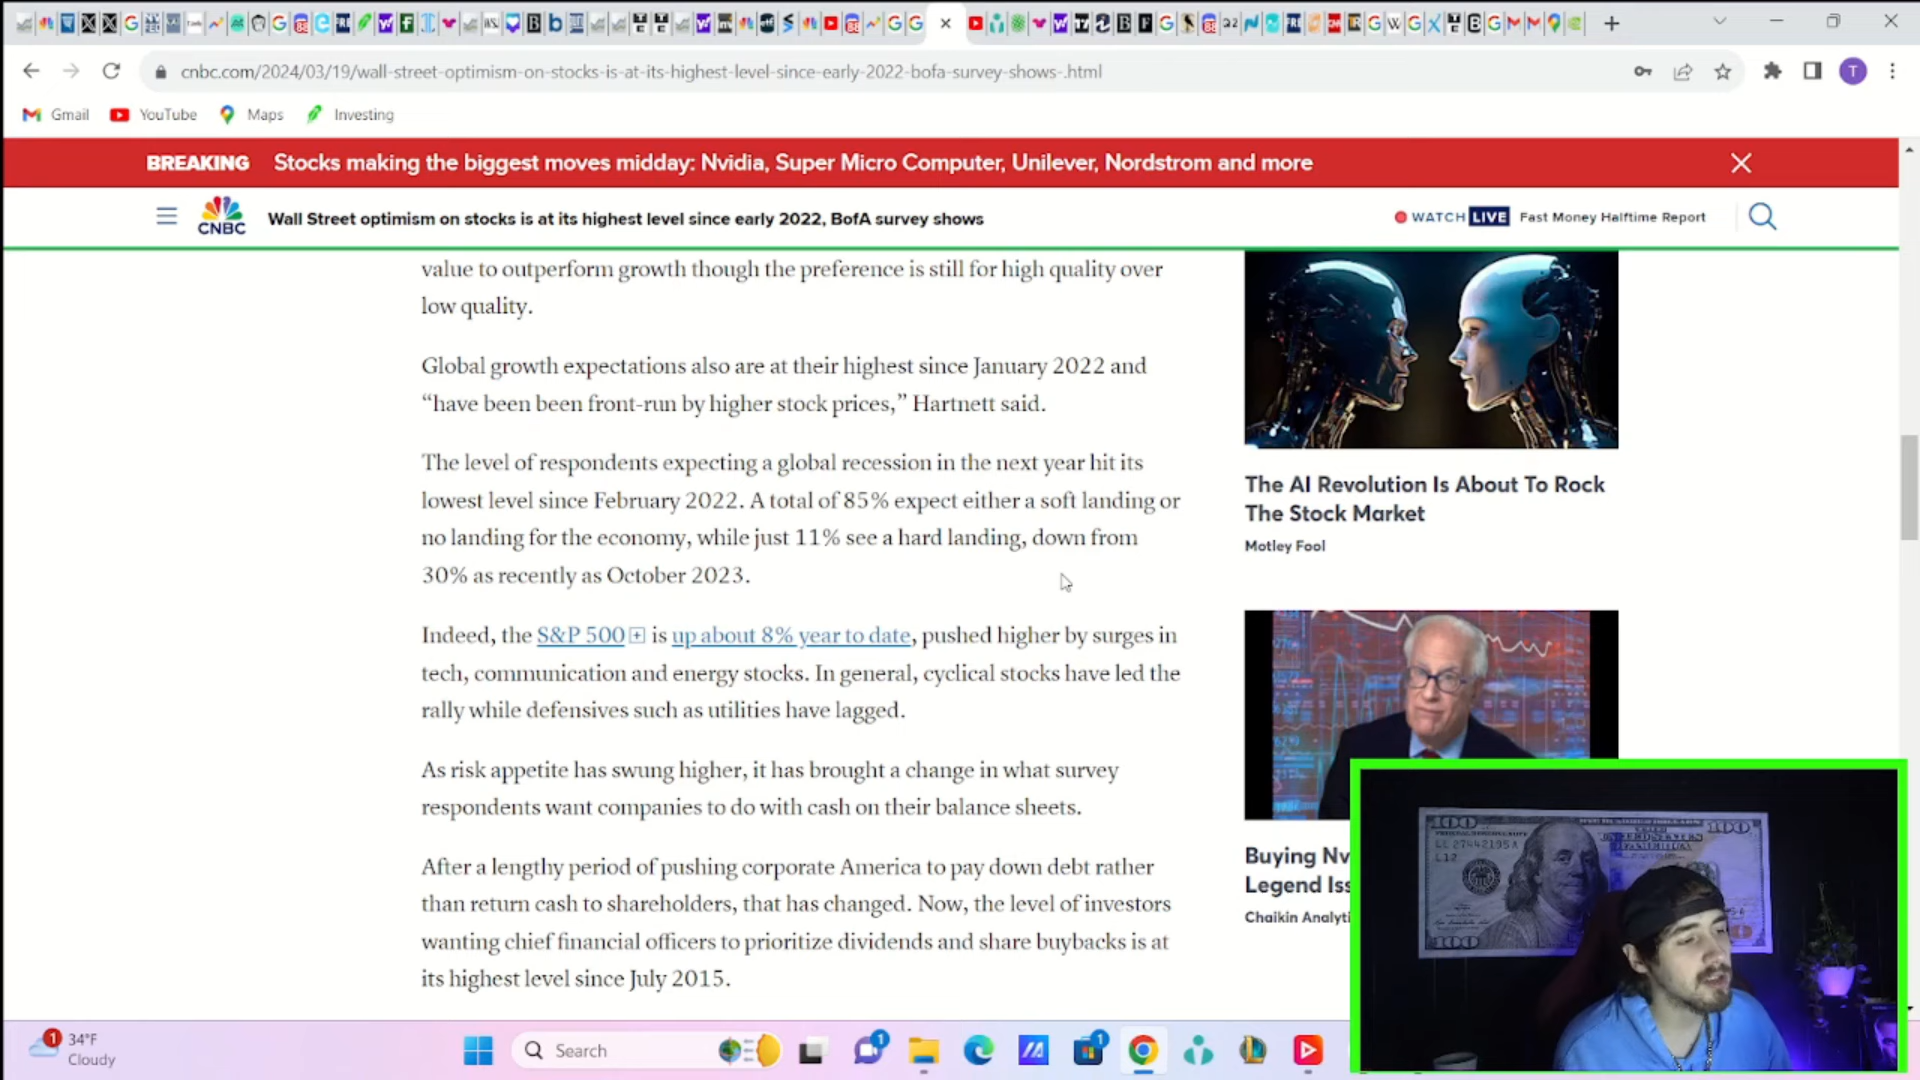 cnbc.com/2024/03/19/wall-street-optimism-on-stocks-is-at-its-highest-level-since-early-2022-bofa-survey-shows-.html
T
Gmail
YouTube
Maps
Investing
BREAKING Stocks making the biggest moves midday: Nvidia, Super Micro Computer, Unilever, Nordstrom and more
CNBC
Wall Street optimism on stocks is at its highest level since early 2022, BofA survey shows
WATCH LIVE Fast Money Halftime Report
value to outperform growth though the preference is still for high quality over
low quality.
Global growth expectations also are at their highest since January 2022 and
“have been been front-run by higher stock prices,” Hartnett said.
The level of respondents expecting a global recession in the next year hit its
lowest level since February 2022. A total of 85% expect either a soft landing or
no landing for the economy, while just 11% see a hard landing, down from
30% as recently as October 2023.
Indeed, the S&P 500 is up about 8% year to date, pushed higher by surges in
tech, communication and energy stocks. In general, cyclical stocks have led the
rally while defensives such as utilities have lagged.
As risk appetite has swung higher, it has brought a change in what survey
respondents want companies to do with cash on their balance sheets.
After a lengthy period of pushing corporate America to pay down debt rather
than return cash to shareholders, that has changed. Now, the level of investors
wanting chief financial officers to prioritize dividends and share buybacks is at
its highest level since July 2015.
The AI Revolution Is About To Rock
The Stock Market
Motley Fool
Buying Nv
Legend Iss
Chaikin Analyti
100
100
100
1
34°F
Cloudy
Search
1
1